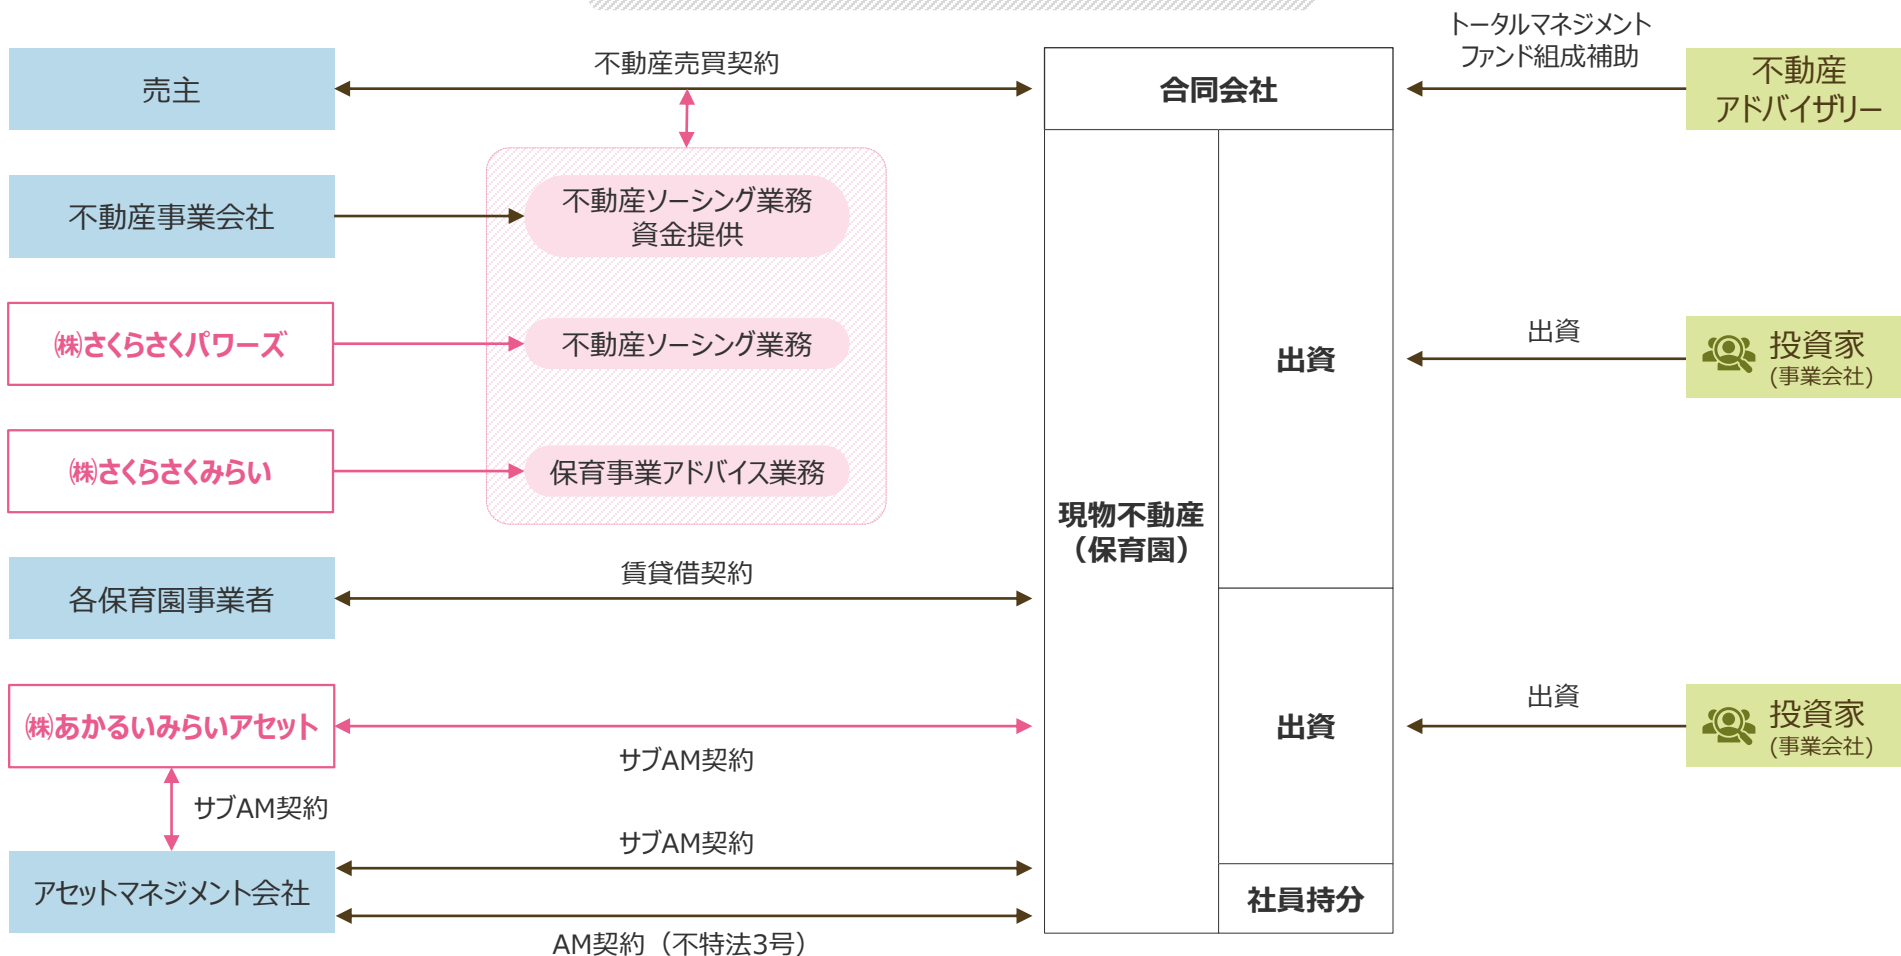 トータルマネジメント
ファンド組成補助
売主
不動産売買契約
合同会社
不動産
アドバイザリー
不動産事業会社
不動産ソーシング業務
資金提供
㈱さくらさくパワーズ
不動産ソーシング業務
出資
出資
投資家
(事業会社)
㈱さくらさくみらい
保育事業アドバイス業務
現物不動産
（保育園）
各保育園事業者
賃貸借契約
㈱あかるいみらいアセット
サブAM契約
出資
出資
投資家
(事業会社)
サブAM契約
サブAM契約
アセットマネジメント会社
社員持分
AM契約（不特法3号）